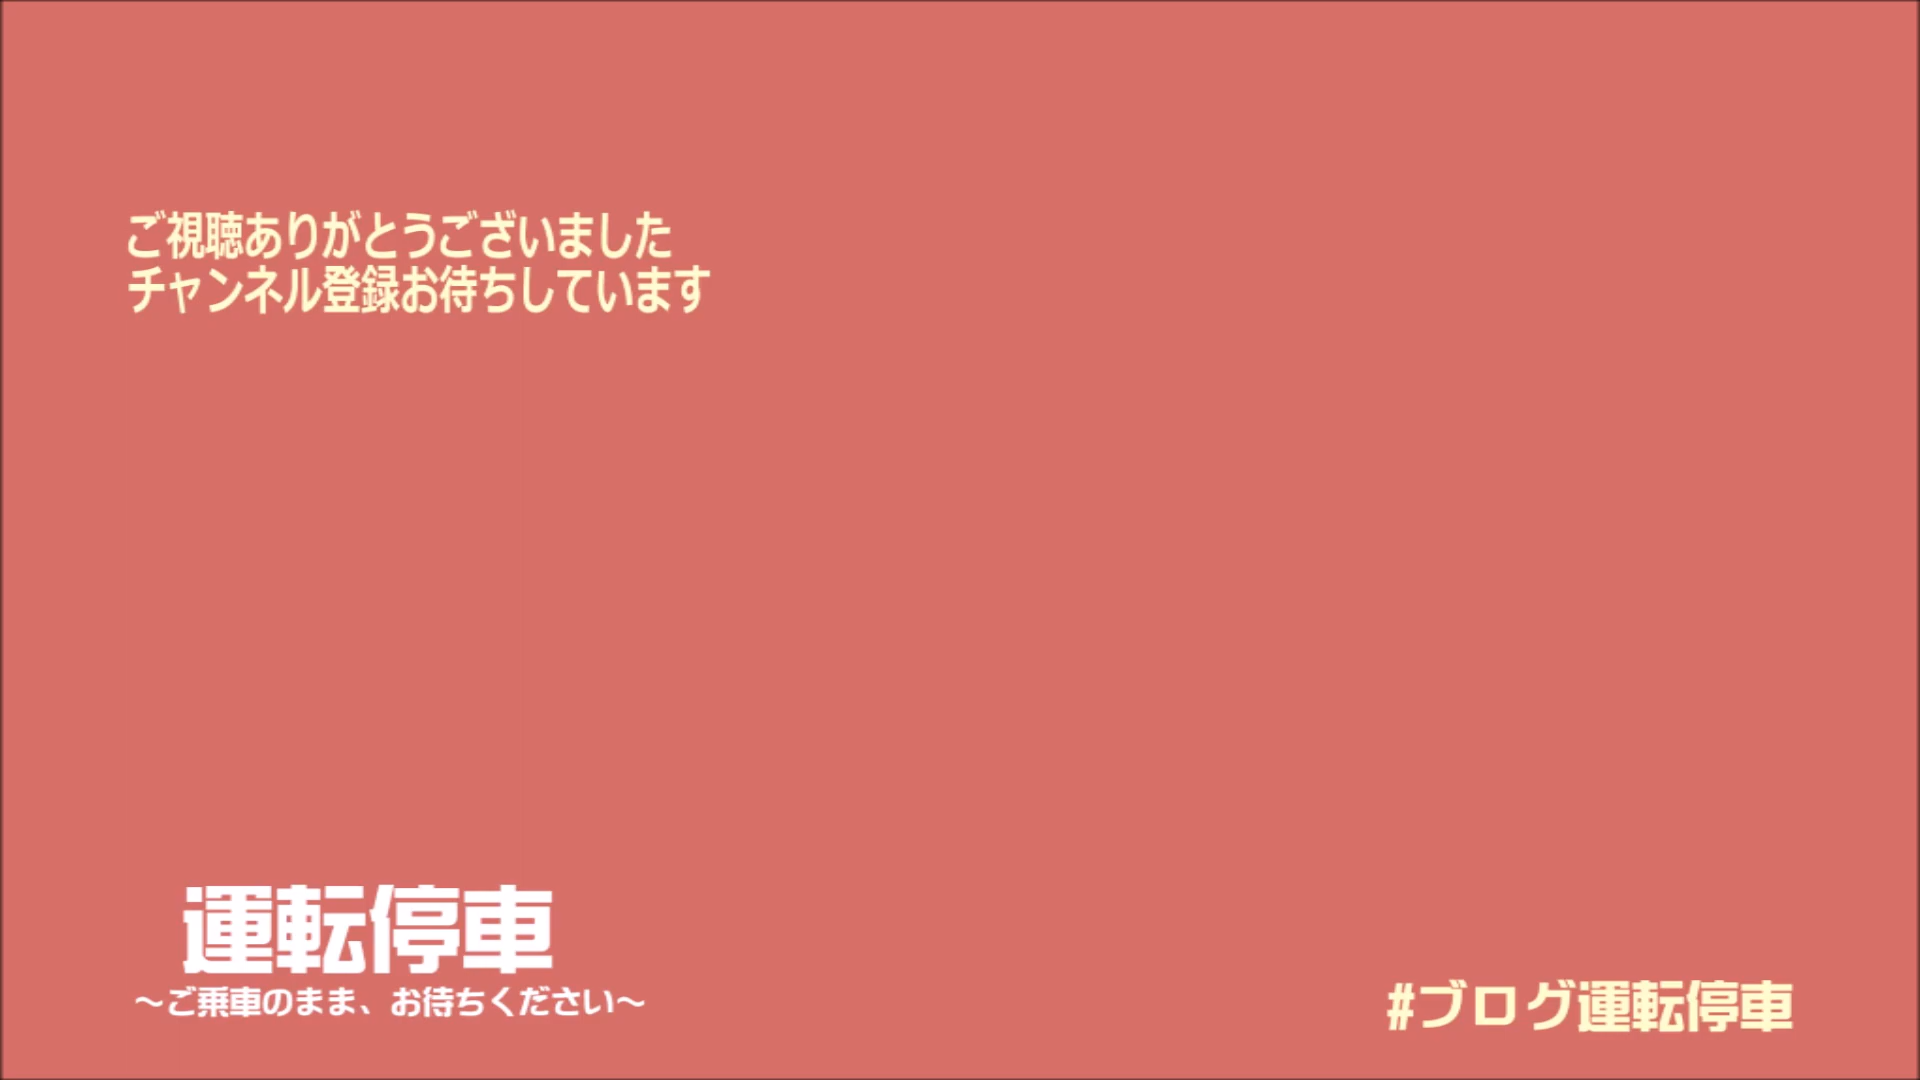 ご視聴ありがとうございました
チャンネル登録お待ちしています
運転停車
～ご乗車のまま、お待ちください～
#ブログ運転停車